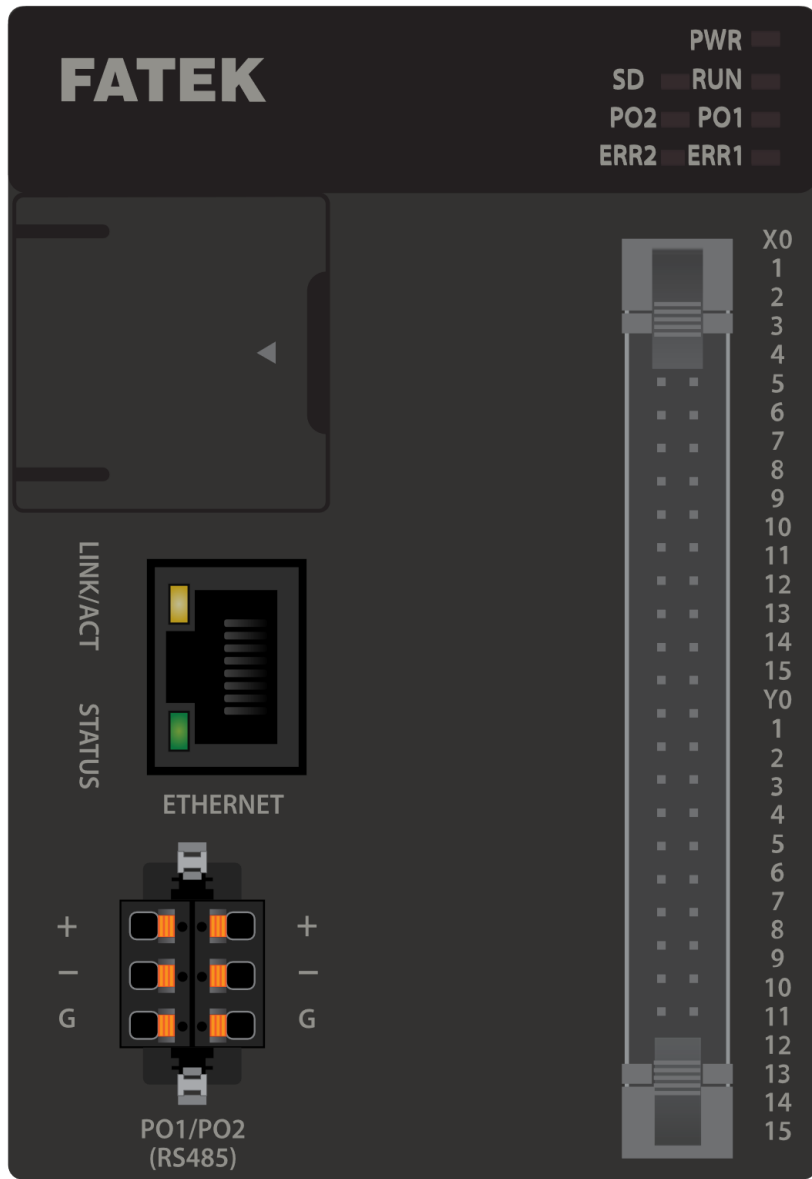 FATEK
PWR
SD RUN
PO2 PO1
ERR2 ERR1
X0
1
2
3
4
5
6
7
8
9
10
11
12
13
14
15
Y0
1
2
3
4
5
6
7
8
9
10
11
12
13
14
15
LINK/ACT
STATUS
ETHERNET
+ +
− −
G G
PO1/PO2
(RS485)